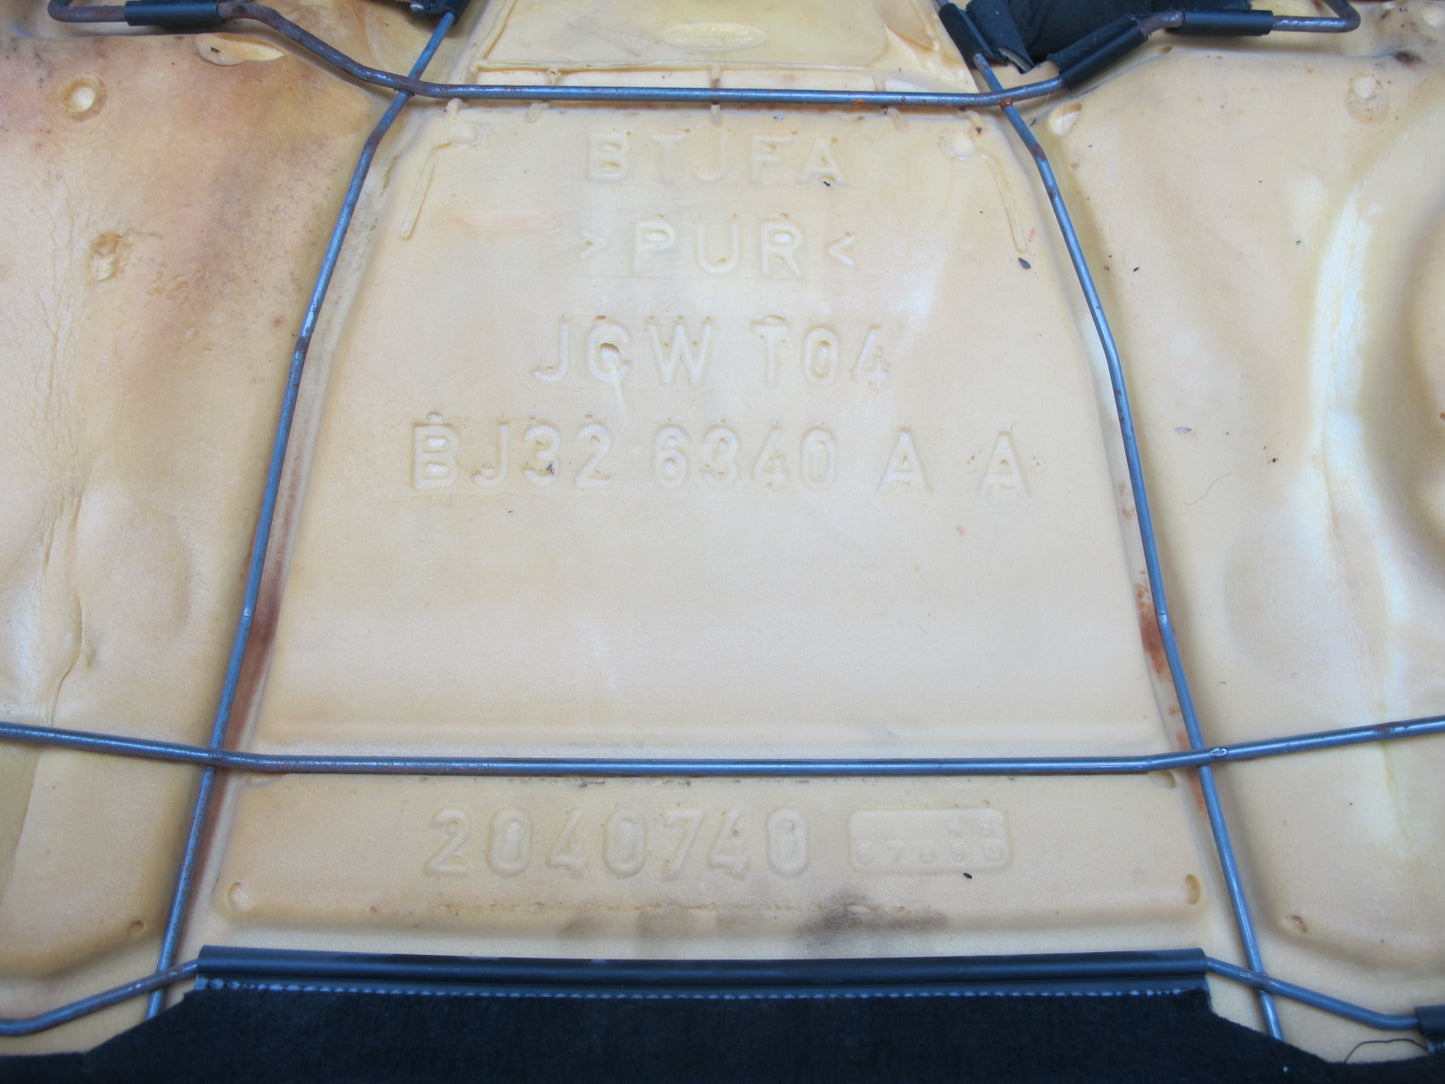 BTJFA
>PUR<
JCW T04
BJ32 6340 A A
2040740